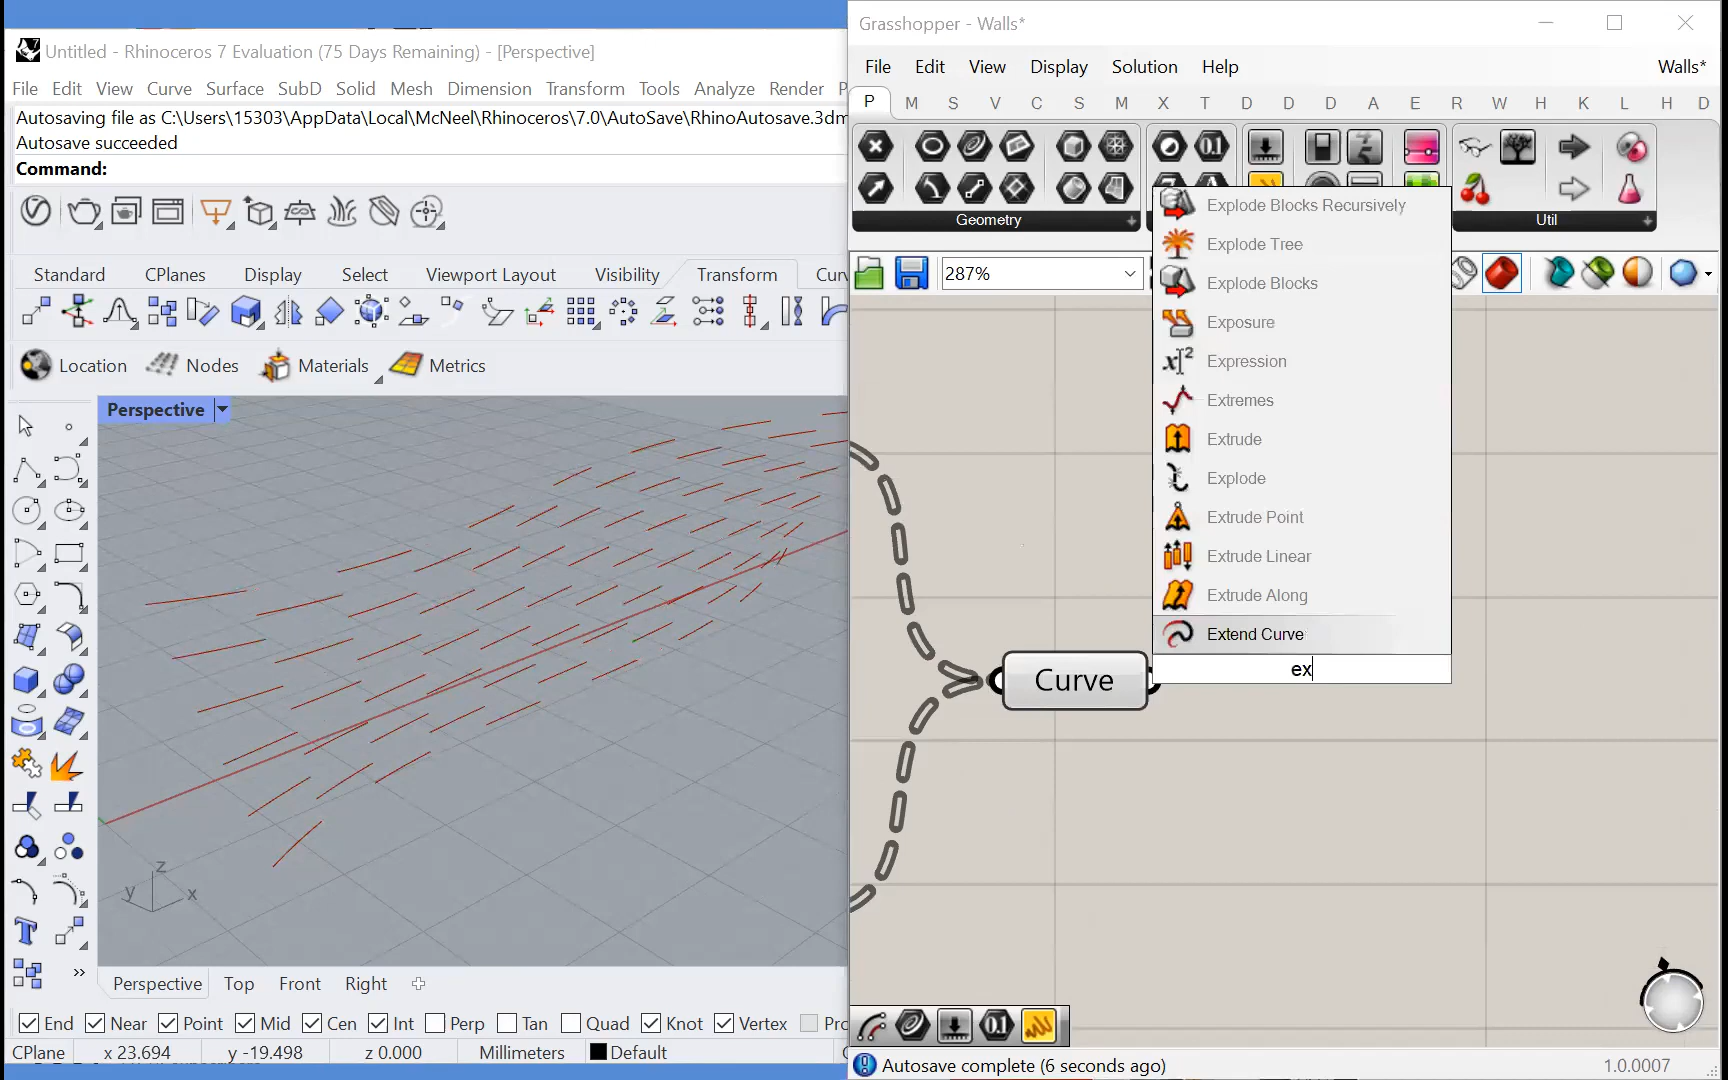 Untitled - Rhinoceros 7 Evaluation (75 Days Remaining) - [Perspective]
File Edit View Curve Surface SubD Solid Mesh Dimension Transform Tools Analyze Render P
Autosaving file as C:\Users\15303\AppData\Local\McNeel\Rhinoceros\7.0\AutoSave\RhinoAutosave.3dm
Autosave succeeded
Command:
Standard CPlanes Display Select Viewport Layout Visibility Transform Curv
Location Nodes Materials Metrics
Perspective
z
y
x
Perspective Top Front Right
End Near Point Mid Cen Int Perp Tan Quad Knot Vertex Pro
CPlane x 23.694 y -19.498 z 0.000 Millimeters Default
Grasshopper - Walls*
File Edit View Display Solution Help Walls*
P M S V C S M X T D D D A E R W H K L H D
0.1
Geometry
Util
287%
Explode Blocks Recursively
Explode Tree
Explode Blocks
Exposure
Expression
Extremes
Extrude
Explode
Extrude Point
Extrude Linear
Extrude Along
Extend Curve
ex
Curve
0.1
Autosave complete (6 seconds ago)
1.0.0007